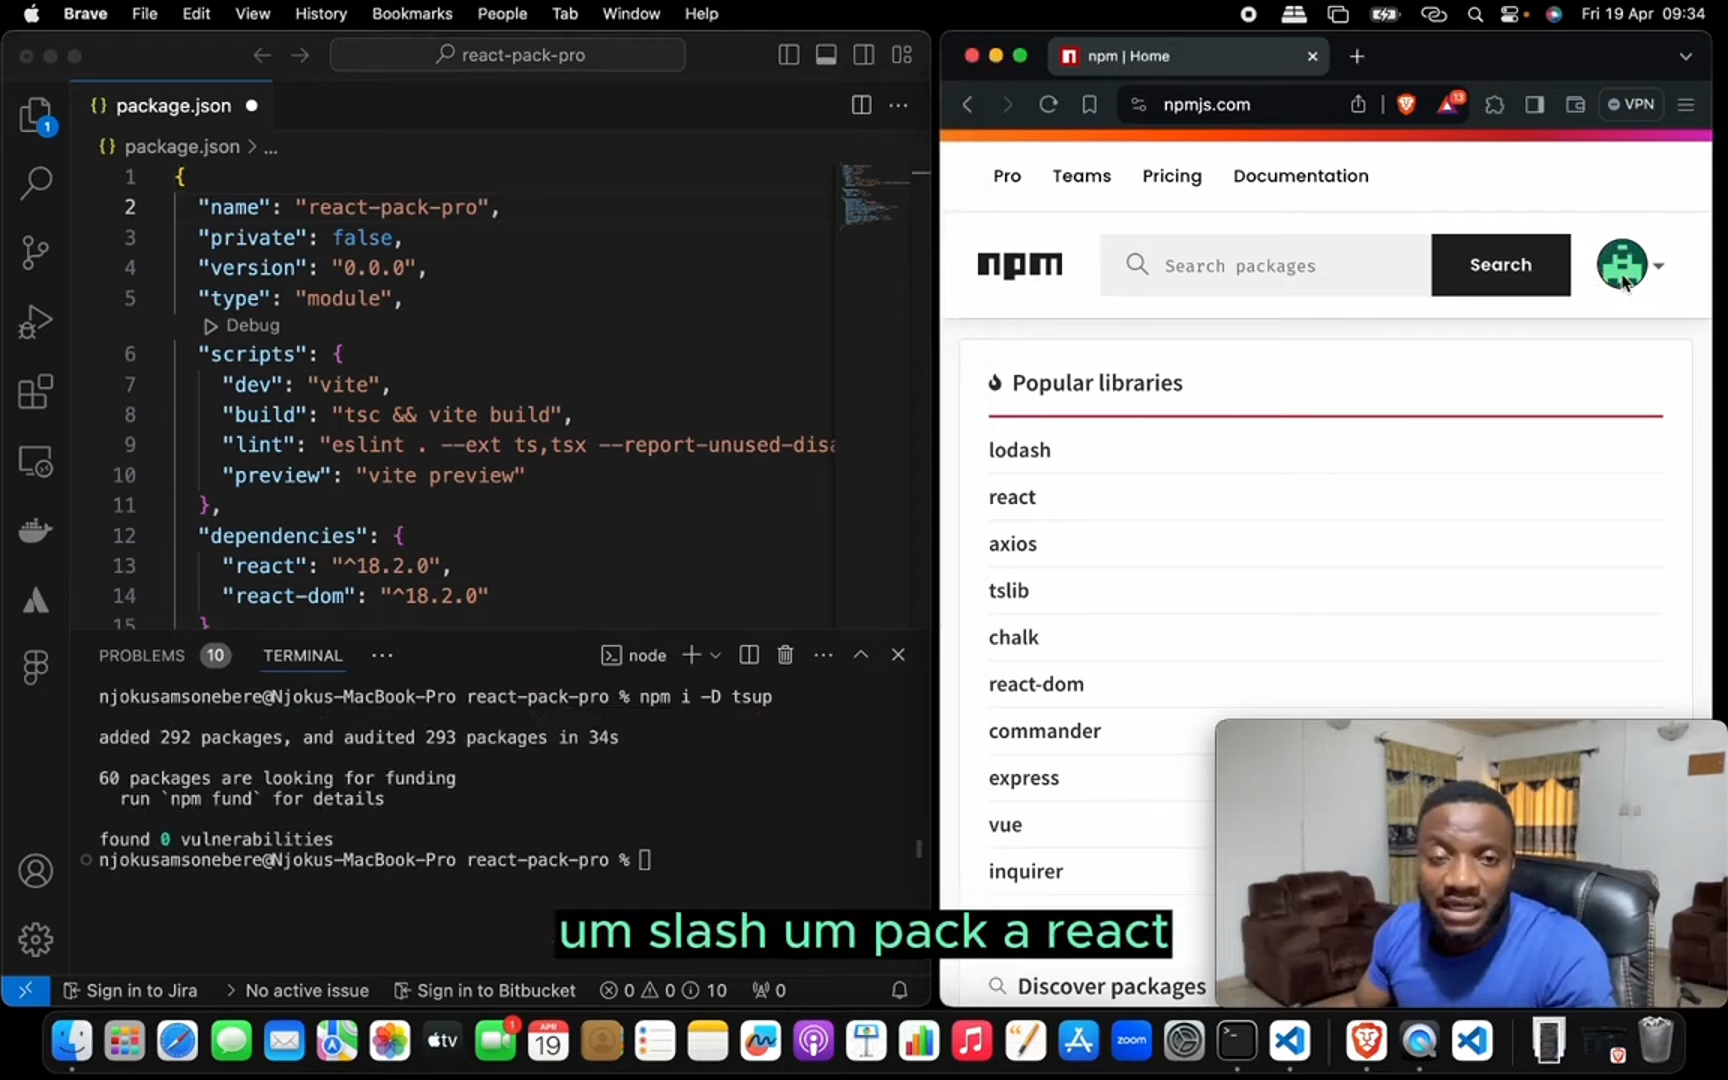 Brave File Edit View History Bookmarks People Tab Window Help Fri 19 Apr 09:34
react-pack-pro
{} package.json
{} package.json > ...
1 {
2 "name": "react-pack-pro",
3 "private": false,
4 "version": "0.0.0",
5 "type": "module",
Debug
6 "scripts": {
7 "dev": "vite",
8 "build": "tsc && vite build",
9 "lint": "eslint . --ext ts,tsx --report-unused-disa
10 "preview": "vite preview"
11 },
12 "dependencies": {
13 "react": "^18.2.0",
14 "react-dom": "^18.2.0"
15 }
PROBLEMS 10 TERMINAL ... node
njokusamsonebere@Njokus-MacBook-Pro react-pack-pro % npm i -D tsup
added 292 packages, and audited 293 packages in 34s
60 packages are looking for funding
run `npm fund` for details
found 0 vulnerabilities
njokusamsonebere@Njokus-MacBook-Pro react-pack-pro %
Sign in to Jira No active issue Sign in to Bitbucket 0 0 10 0
1
npm | Home
npmjs.com 13 VPN
Pro Teams Pricing Documentation
npm Search packages Search
Popular libraries
lodash
react
axios
tslib
chalk
react-dom
commander
express
vue
inquirer
Discover packages
um slash um pack a react
tv 1 APR 19 zoom